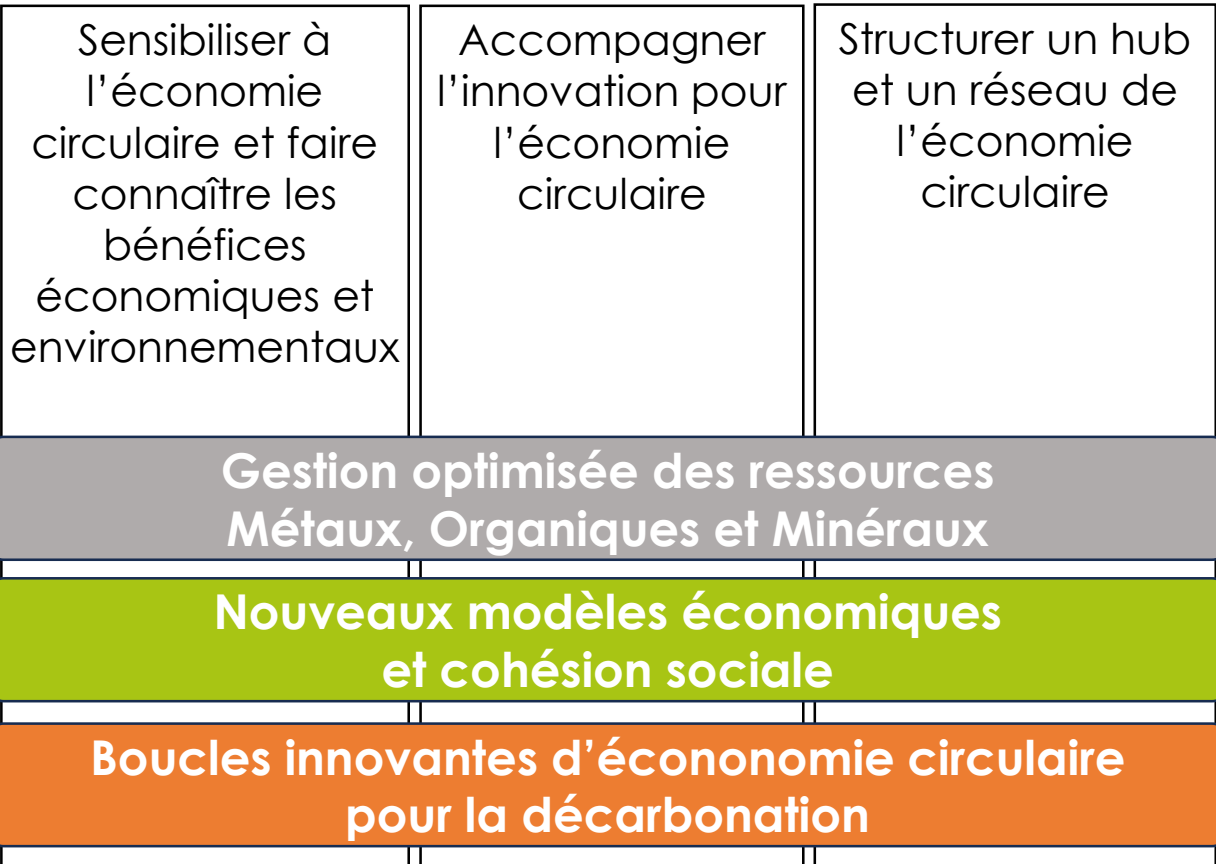 Sensibiliser à
l’économie
circulaire et faire
connaître les
bénéfices
économiques et
environnementaux
Accompagner
l’innovation pour
l’économie
circulaire
Structurer un hub
et un réseau de
l’économie
circulaire
Gestion optimisée des ressources
Métaux, Organiques et Minéraux
Nouveaux modèles économiques
et cohésion sociale
Boucles innovantes d’écononomie circulaire
pour la décarbonation